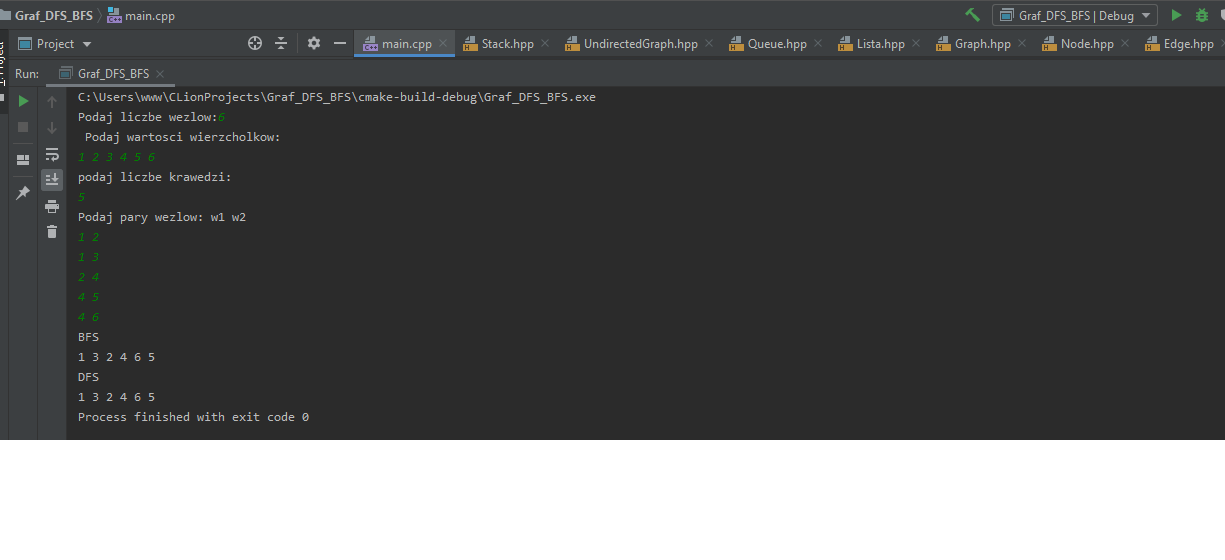 Graf_DFS_BFS main.cpp Graf_DFS_BFS | Debug
Project main.cpp Stack.hpp UndirectedGraph.hpp Queue.hpp Lista.hpp Graph.hpp Node.hpp Edge.hpp
Run: Graf_DFS_BFS
C:\Users\www\CLionProjects\Graf_DFS_BFS\cmake-build-debug\Graf_DFS_BFS.exe
Podaj liczbe wezlow:6
Podaj wartosci wierzcholkow:
1 2 3 4 5 6
podaj liczbe krawedzi:
5
Podaj pary wezlow: w1 w2
1 2
1 3
2 4
4 5
4 6
BFS
1 3 2 4 6 5
DFS
1 3 2 4 6 5
Process finished with exit code 0